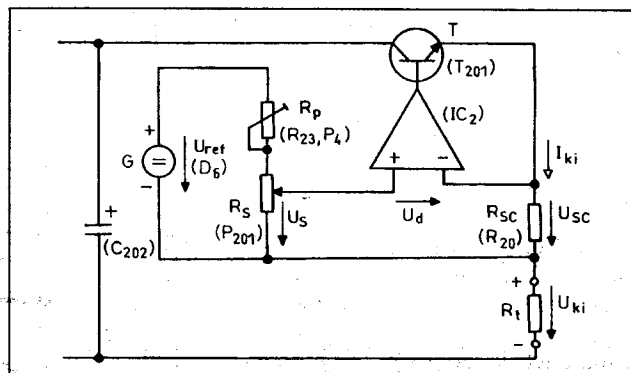 T
(T201)
+
Rp
(R23, P4)
(IC2)
+
G
Uref
(D6)
-
+ -
Iki
Ud
+
RS
US
(P201)
RSC
(R20)
USC
(C202)
+
Rt
Uki
-